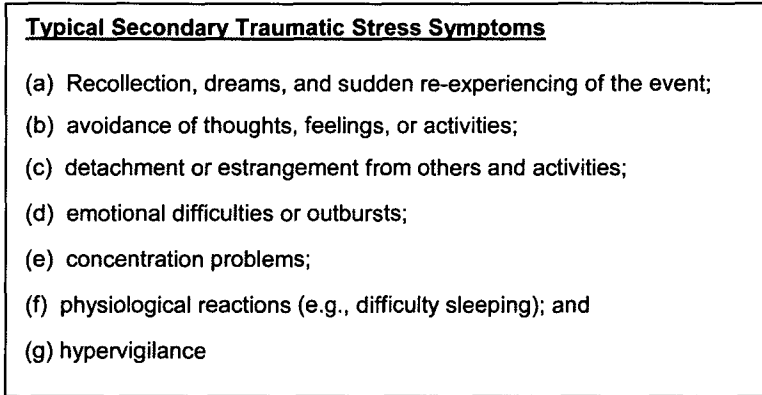 Typical Secondary Traumatic Stress Symptoms
(a) Recollection, dreams, and sudden re-experiencing of the event;
(b) avoidance of thoughts, feelings, or activities;
(c) detachment or estrangement from others and activities;
(d) emotional difficulties or outbursts;
(e) concentration problems;
(f) physiological reactions (e.g., difficulty sleeping); and
(g) hypervigilance